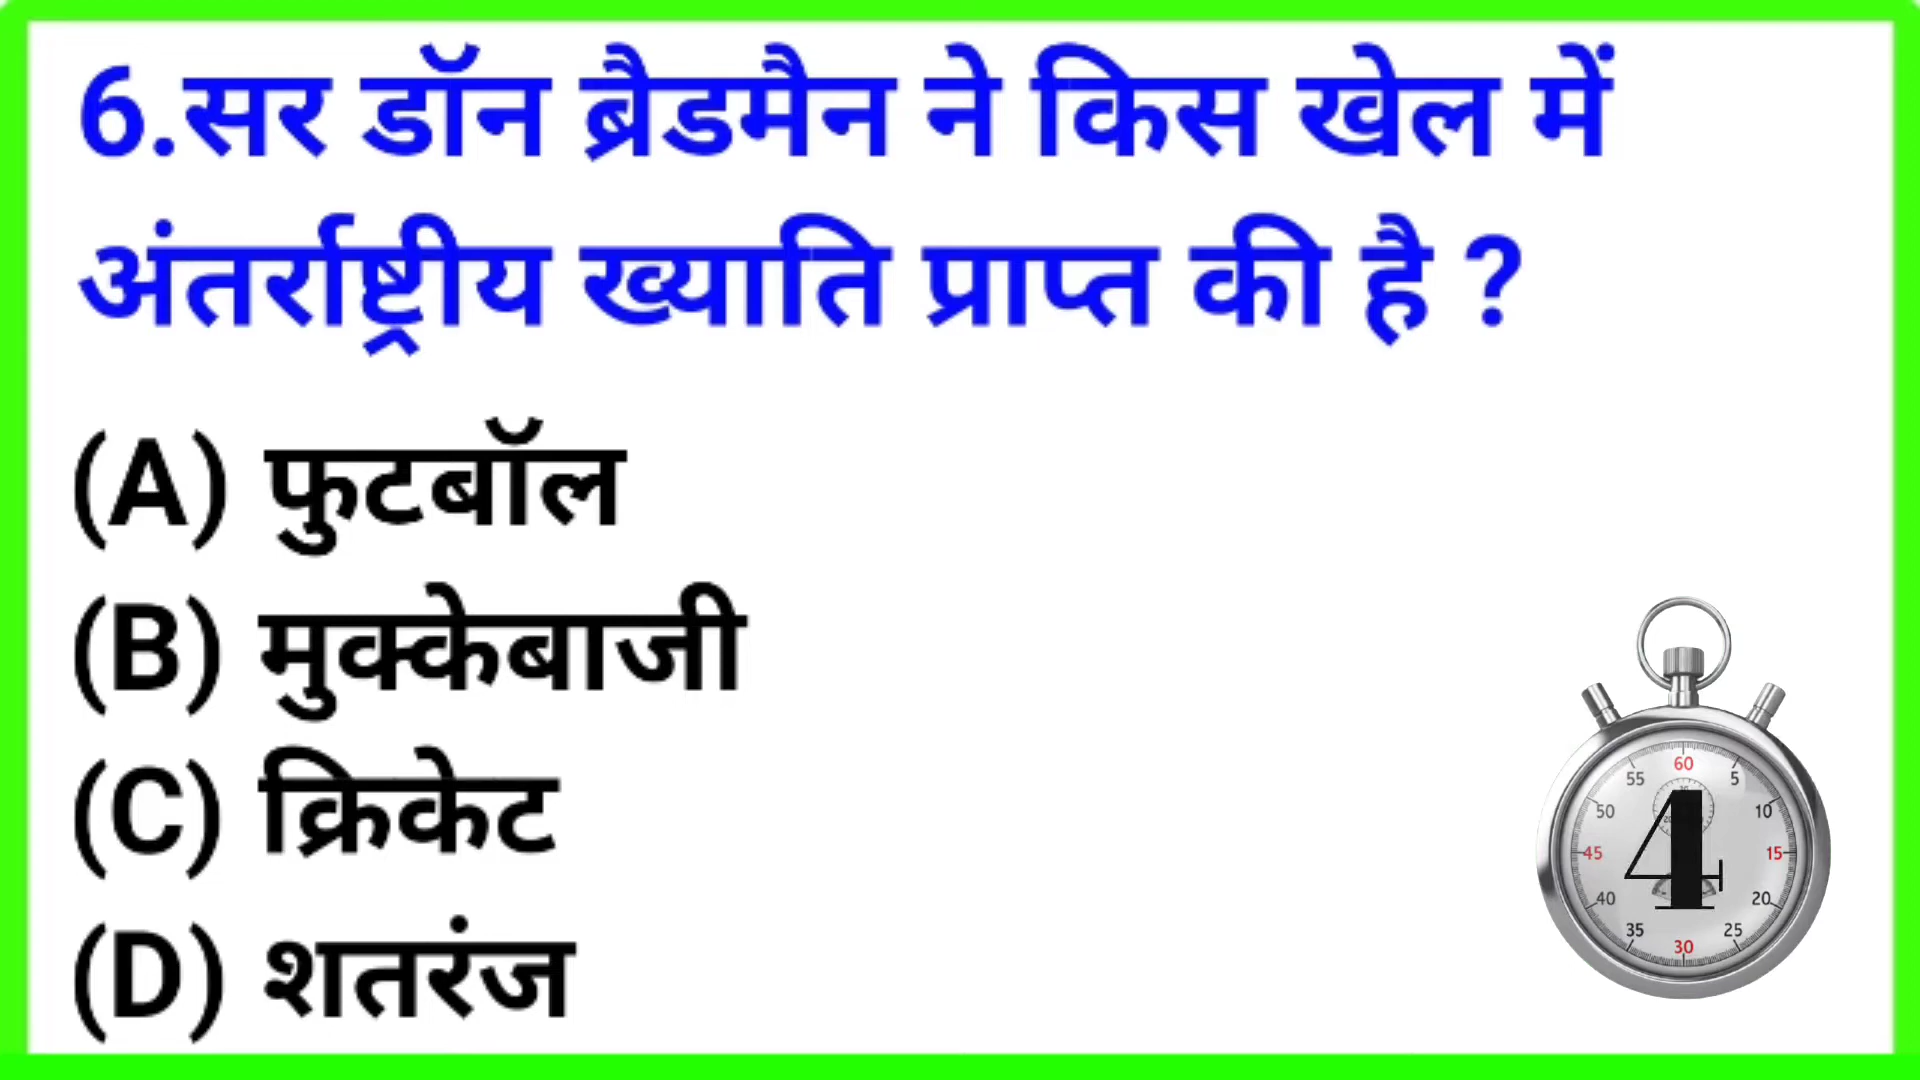 6.सर डॉन ब्रैडमैन ने किस खेल में
अंतर्राष्ट्रीय ख्याति प्राप्त की है ?
(A) फुटबॉल
(B) मुक्केबाजी
(C) क्रिकेट
(D) शतरंज
60
55 5
50 10
45 15
40 20
35 25
30
4